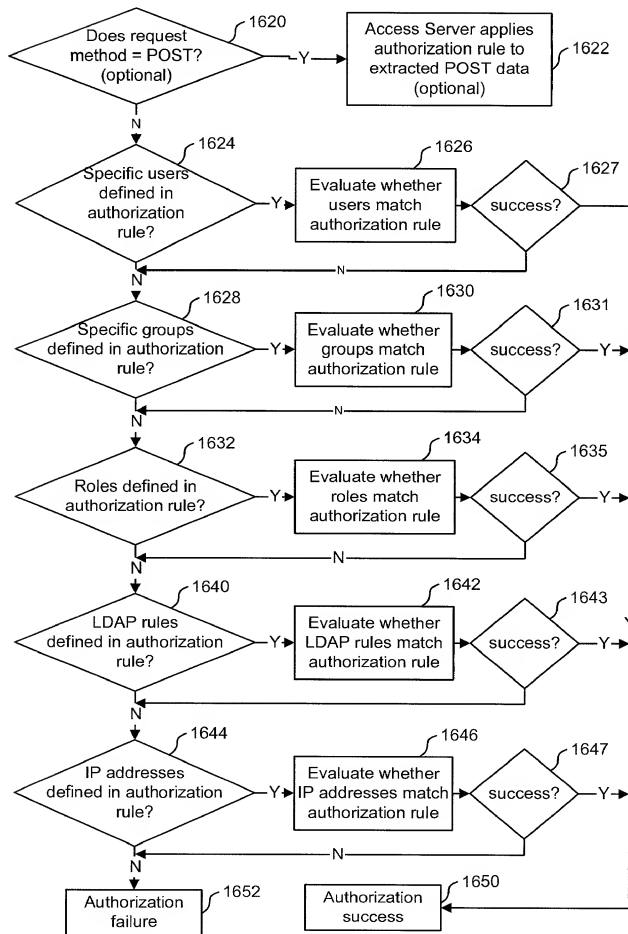 1620
Does request
method = POST?
(optional)
Y
Access Server applies
authorization rule to
extracted POST data
(optional)
1622
N
1624
Specific users
defined in
authorization
rule?
Y
1626
Evaluate whether
users match
authorization rule
1627
success?
N
N
1628
Specific groups
defined in authorization
rule?
Y
1630
Evaluate whether
groups match
authorization rule
1631
success?
Y
N
N
1632
Roles defined in
authorization rule?
Y
1634
Evaluate whether
roles match
authorization rule
1635
success?
Y
N
N
1640
LDAP rules
defined in authorization
rule?
Y
1642
Evaluate whether
LDAP rules match
authorization rule
1643
success?
Y
N
1644
IP addresses
defined in authorization
rule?
Y
1646
Evaluate whether
IP addresses match
authorization rule
1647
success?
Y
N
N
Authorization
failure
1652
Authorization
success
1650